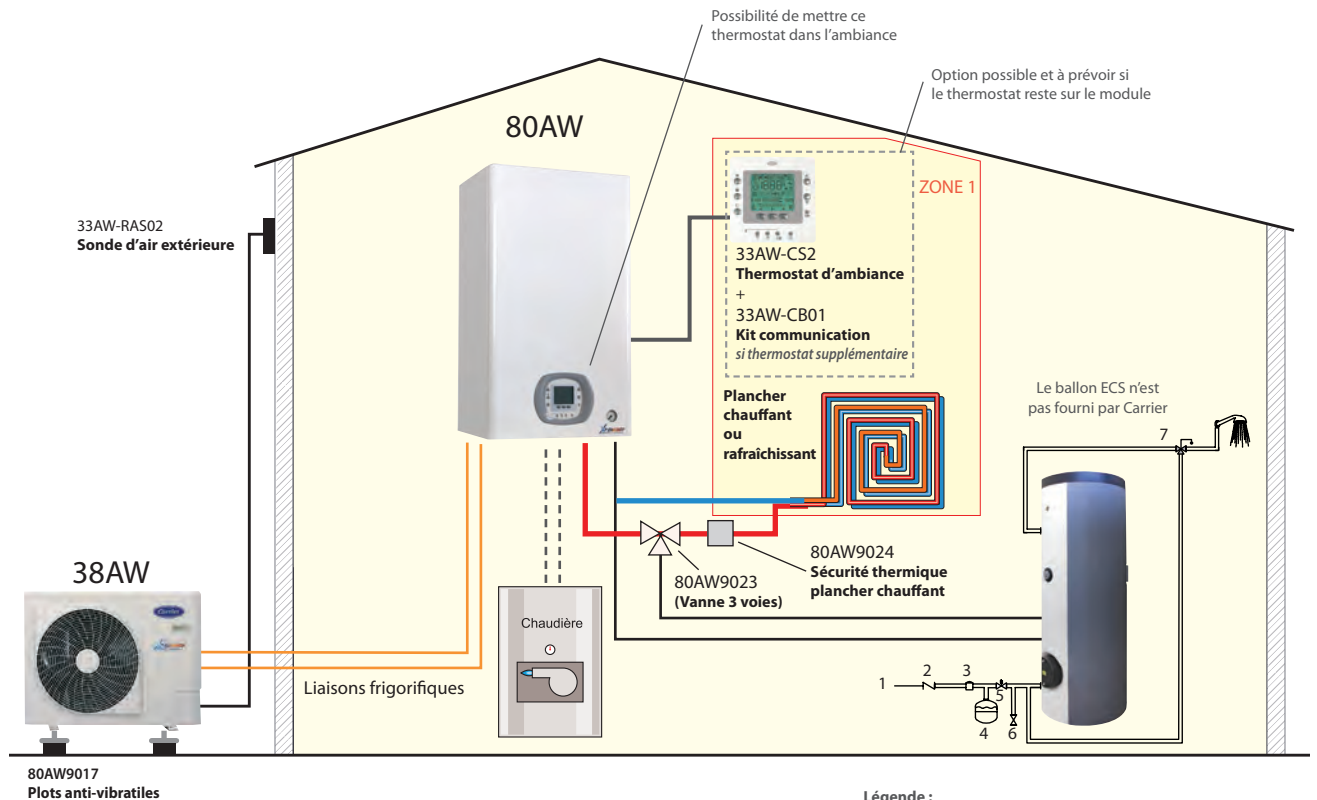 Possibilité de mettre ce
thermostat dans l'ambiance
Option possible et à prévoir si
le thermostat reste sur le module
80AW
ZONE 1
33AW-RAS02
Sonde d'air extérieure
33AW-CS2
Thermostat d'ambiance
+
33AW-CB01
Kit communication
si thermostat supplémentaire
Plancher
chauffant
ou
rafraîchissant
Le ballon ECS n'est
pas fourni par Carrier
7
80AW9024
Sécurité thermique
plancher chauffant
80AW9023
(Vanne 3 voies)
38AW
Carrier
Chaudière
Liaisons frigorifiques
1
2
3
5
4
6
80AW9017
Plots anti-vibratiles
Légende :